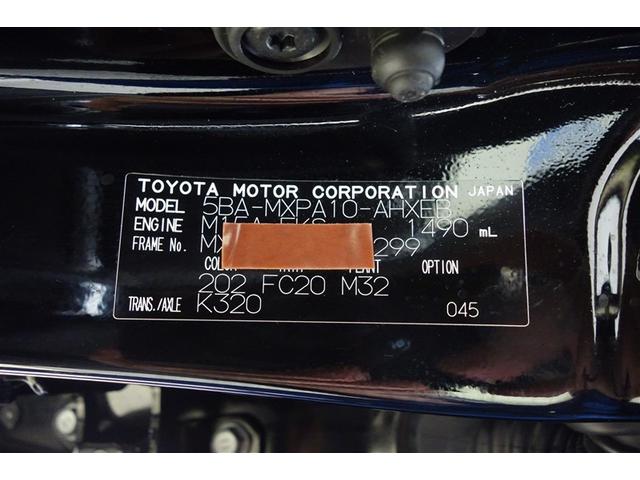 TOYOTA MOTOR CORPORATION JAPAN
MODEL 5BA-MXPA10-AHXEB
ENGINE 1490 mL
FRAME No. 299
OPTION
202 FC20 M32
TRANS./AXLE K320 045